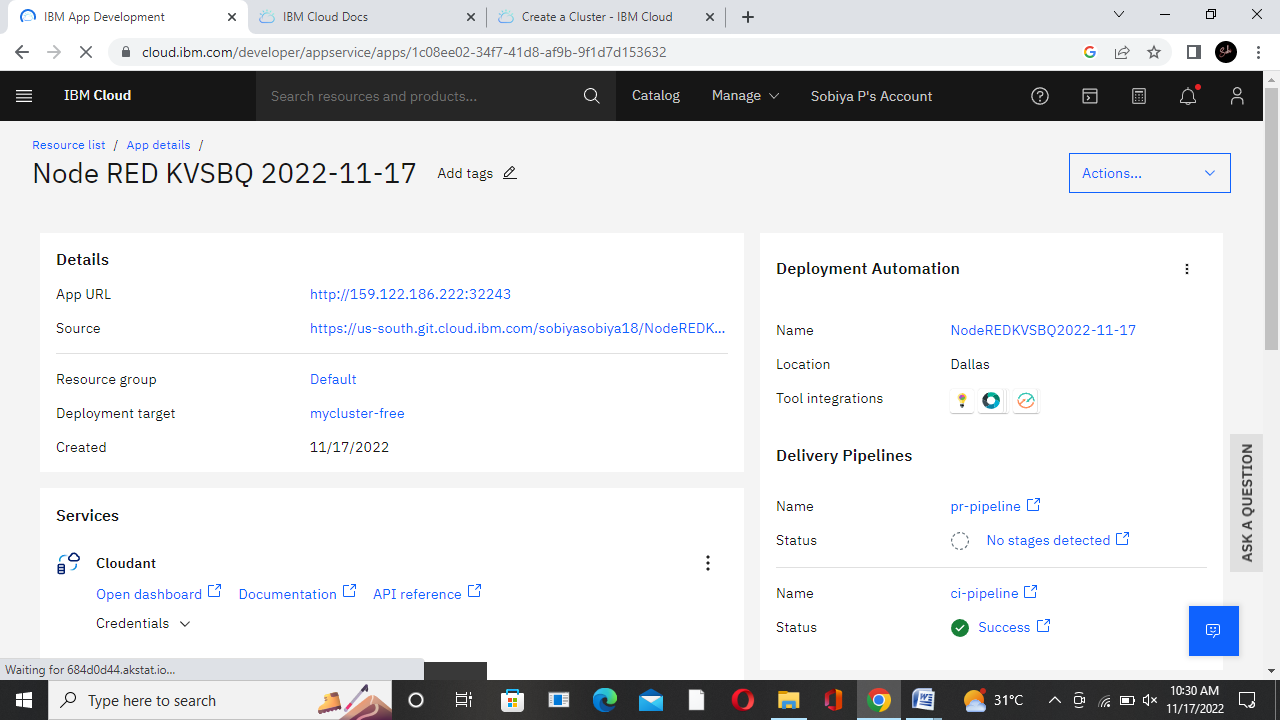 IBM App Development
IBM Cloud Docs
Create a Cluster - IBM Cloud
cloud.ibm.com/developer/appservice/apps/1c08ee02-34f7-41d8-af9b-9f1d7d153632
IBM Cloud
Search resources and products...
Catalog
Manage
Sobiya P's Account
Resource list / App details /
Node RED KVSBQ 2022-11-17
Add tags
Actions...
Details
App URL http://159.122.186.222:32243
Source https://us-south.git.cloud.ibm.com/sobiyasobiya18/NodeREDK...
Resource group Default
Deployment target mycluster-free
Created 11/17/2022
Services
Cloudant
Open dashboard Documentation API reference
Credentials
Deployment Automation
Name NodeREDKVSBQ2022-11-17
Location Dallas
Tool integrations
Delivery Pipelines
Name pr-pipeline
Status No stages detected
Name ci-pipeline
Status Success
ASK A QUESTION
Waiting for 684d0d44.akstat.io...
Type here to search
31°C
10:30 AM
11/17/2022